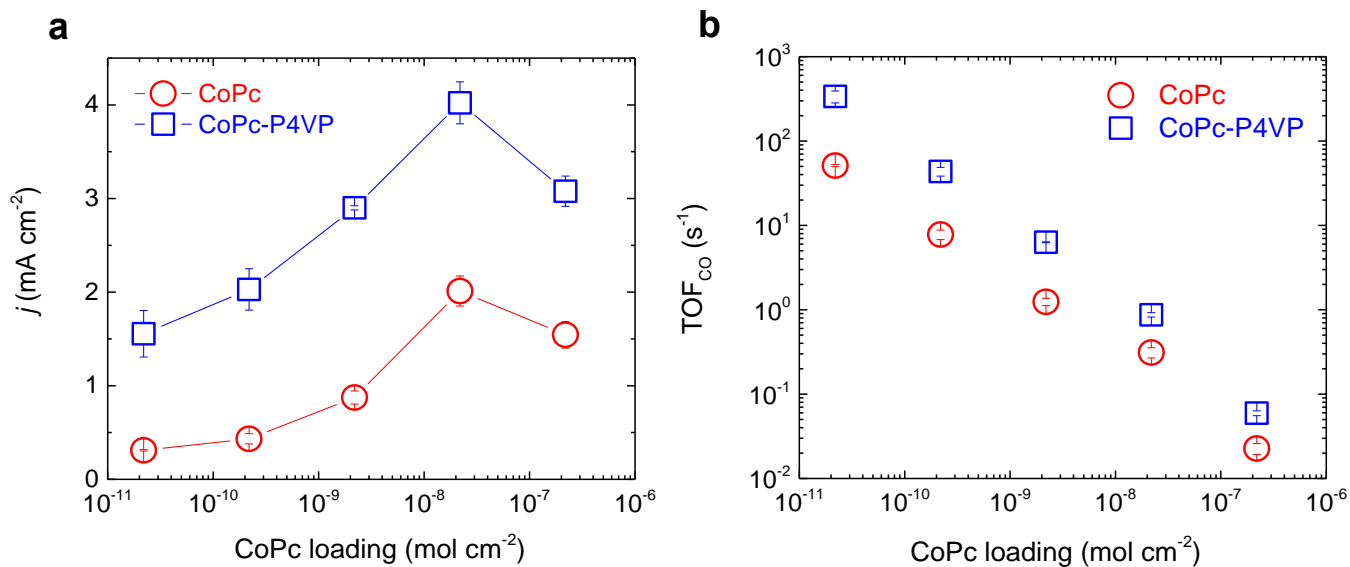 a
CoPc
CoPc-P4VP
4
3
2
1
0
j (mA cm⁻²)
10⁻¹¹ 10⁻¹⁰ 10⁻⁹ 10⁻⁸ 10⁻⁷ 10⁻⁶
CoPc loading (mol cm⁻²)
b
CoPc
CoPc-P4VP
10³
10²
10¹
10⁰
10⁻¹
10⁻²
TOF_CO (s⁻¹)
10⁻¹¹ 10⁻¹⁰ 10⁻⁹ 10⁻⁸ 10⁻⁷ 10⁻⁶
CoPc loading (mol cm⁻²)